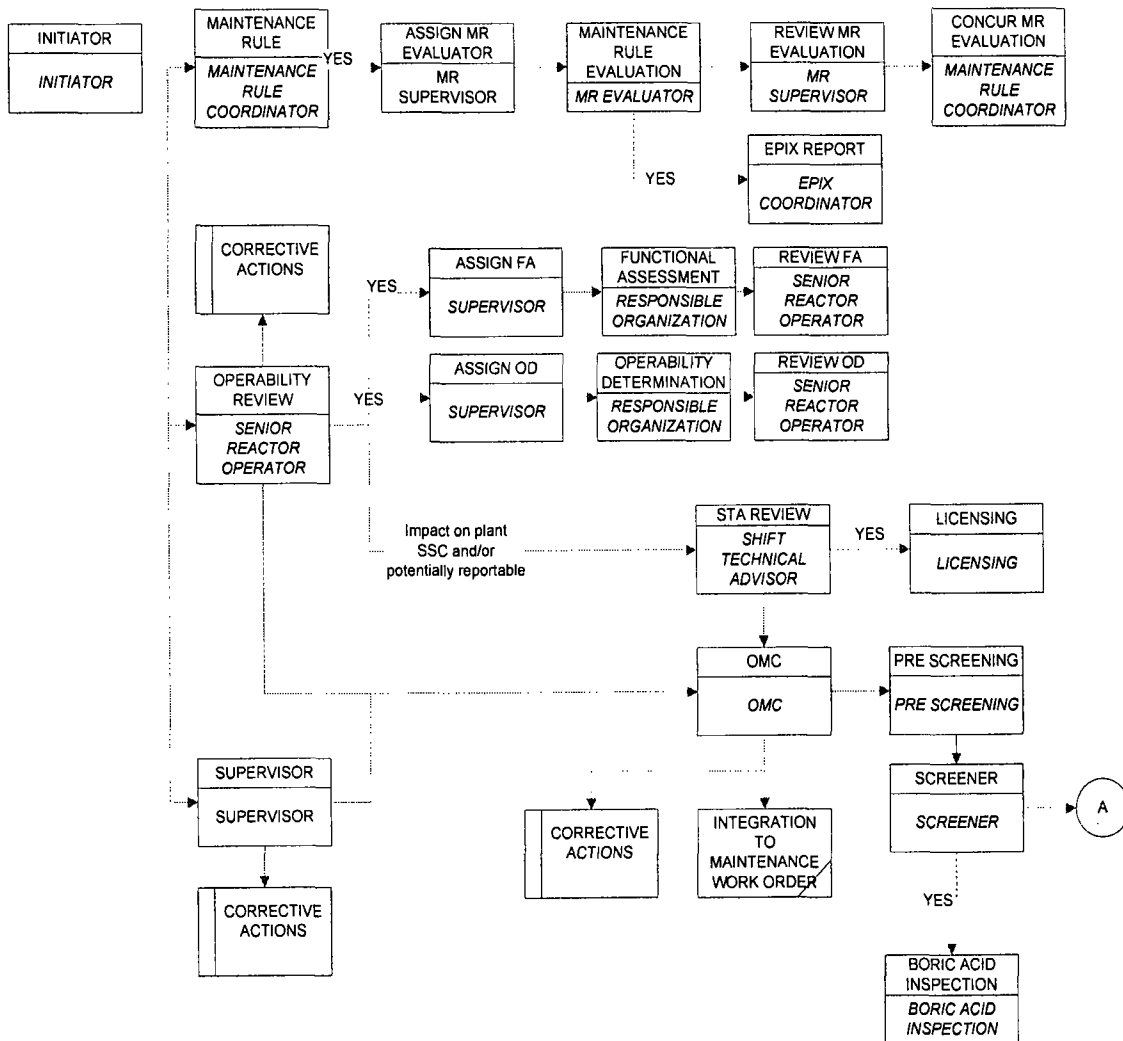 INITIATOR
INITIATOR
MAINTENANCE
RULE
MAINTENANCE
RULE
COORDINATOR
YES
ASSIGN MR
EVALUATOR
MR
SUPERVISOR
MAINTENANCE
RULE
EVALUATION
MR EVALUATOR
REVIEW MR
EVALUATION
MR
SUPERVISOR
CONCUR MR
EVALUATION
MAINTENANCE
RULE
COORDINATOR
YES
EPIX REPORT
EPIX
COORDINATOR
CORRECTIVE
ACTIONS
YES
ASSIGN FA
SUPERVISOR
FUNCTIONAL
ASSESSMENT
RESPONSIBLE
ORGANIZATION
REVIEW FA
SENIOR
REACTOR
OPERATOR
OPERABILITY
REVIEW
SENIOR
REACTOR
OPERATOR
YES
ASSIGN OD
SUPERVISOR
OPERABILITY
DETERMINATION
RESPONSIBLE
ORGANIZATION
REVIEW OD
SENIOR
REACTOR
OPERATOR
Impact on plant
SSC and/or
potentially reportable
STA REVIEW
SHIFT
TECHNICAL
ADVISOR
YES
LICENSING
LICENSING
OMC
OMC
PRE SCREENING
PRE SCREENING
SUPERVISOR
SUPERVISOR
SCREENER
SCREENER
A
CORRECTIVE
ACTIONS
INTEGRATION
TO
MAINTENANCE
WORK ORDER
YES
CORRECTIVE
ACTIONS
BORIC ACID
INSPECTION
BORIC ACID
INSPECTION